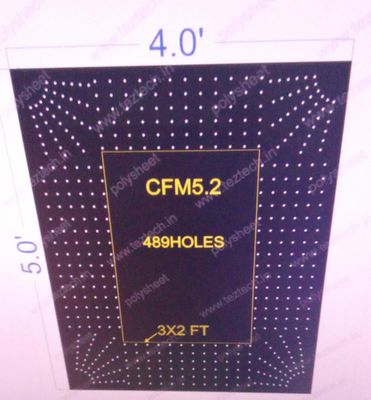 4.0'
polysheet
www.teztech.in
CFM5.2
489HOLES
5.0'
3X2 FT